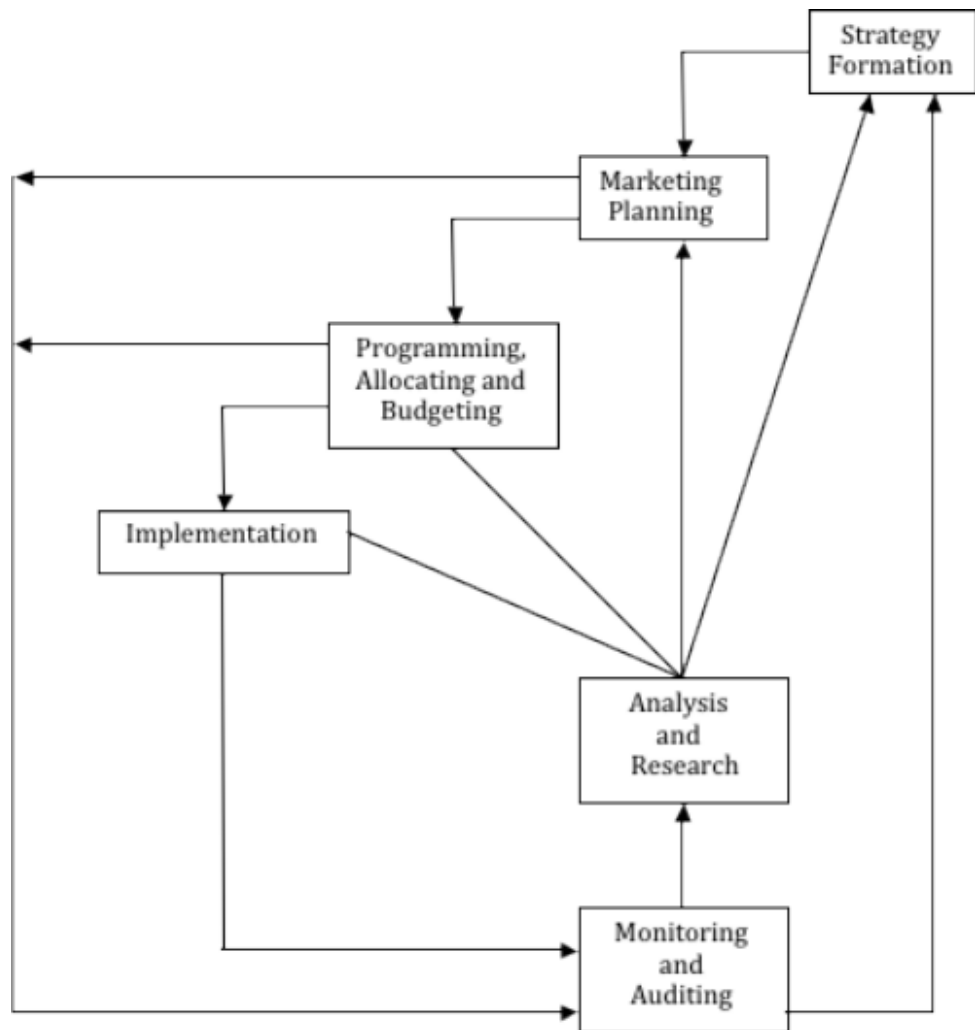 Strategy
Formation
Marketing
Planning
Programming,
Allocating and
Budgeting
Implementation
Analysis
and
Research
Monitoring
and
Auditing